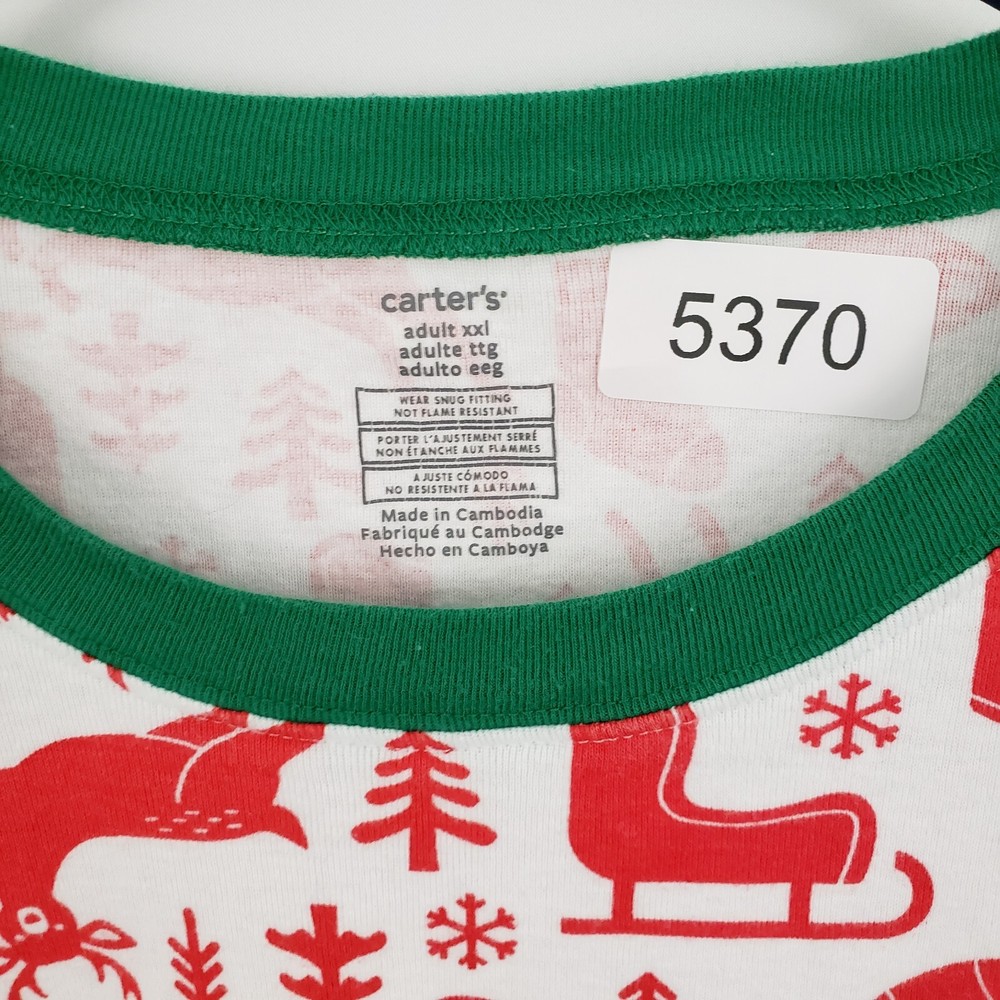 carter's
adult xxl
adulte ttg
adulto eeg
WEAR SNUG FITTING
NOT FLAME RESISTANT
PORTER L'AJUSTEMENT SERRÉ
NON ÉTANCHE AUX FLAMMES
AJUSTE CÓMODO
NO RESISTENTE A LA FLAMA
Made in Cambodia
Fabriqué au Cambodge
Hecho en Camboya
5370